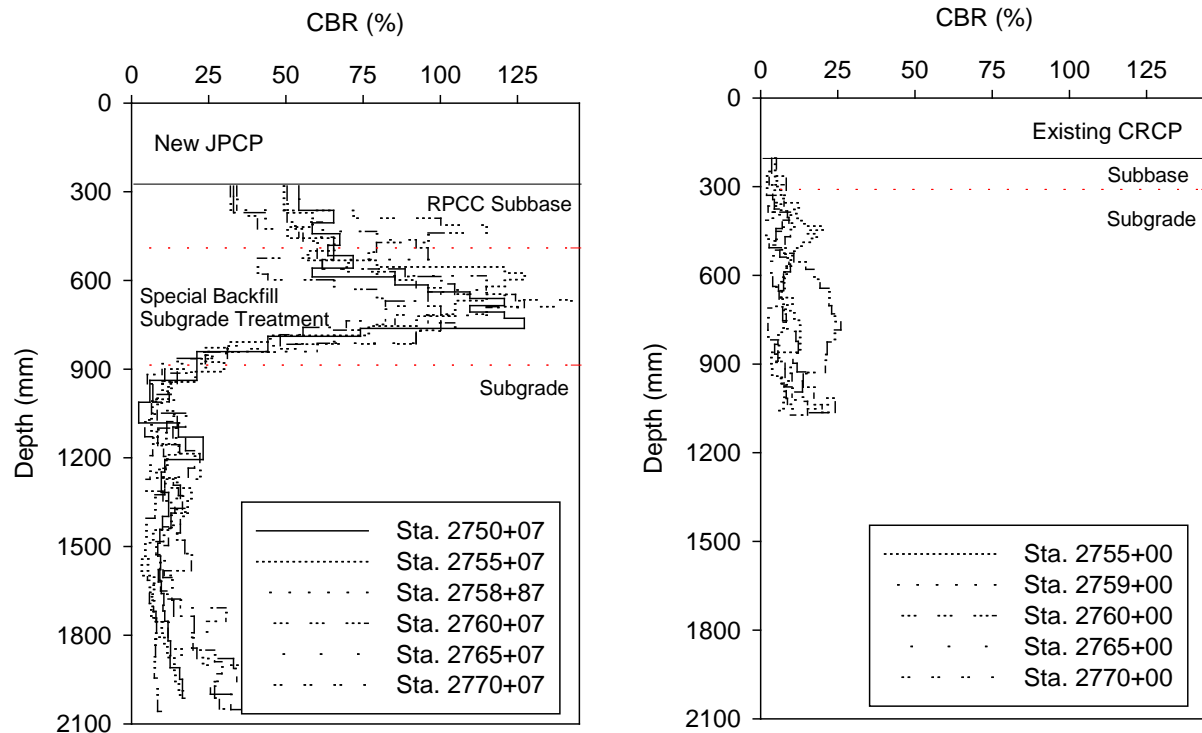 CBR (%)
0 25 50 75 100 125
0
300
600
900
1200
1500
1800
2100
Depth (mm)
New JPCP
RPCC Subbase
Special Backfill
Subgrade Treatment
Subgrade
Sta. 2750+07
Sta. 2755+07
Sta. 2758+87
Sta. 2760+07
Sta. 2765+07
Sta. 2770+07
CBR (%)
0 25 50 75 100 125
0
300
600
900
1200
1500
1800
2100
Depth (mm)
Existing CRCP
Subbase
Subgrade
Sta. 2755+00
Sta. 2759+00
Sta. 2760+00
Sta. 2765+00
Sta. 2770+00